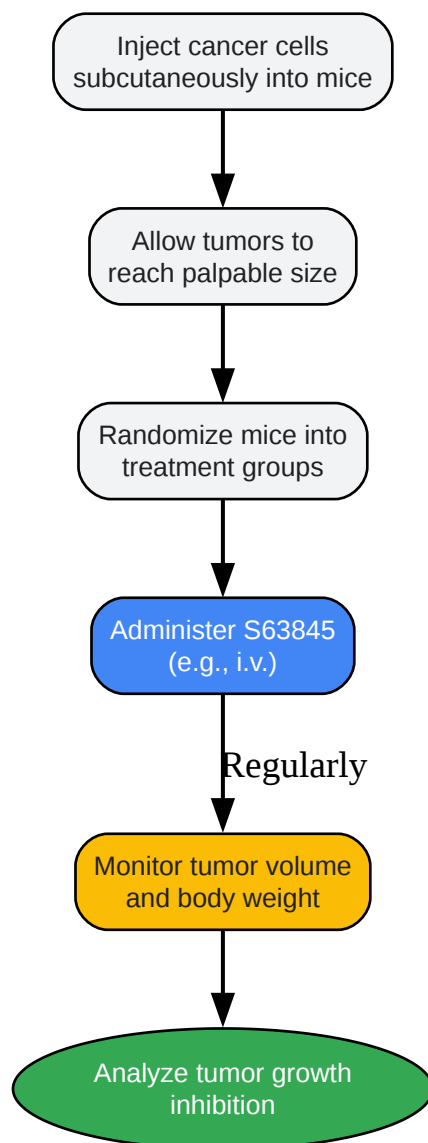 Inject cancer cells
subcutaneously into mice
Allow tumors to
reach palpable size
Randomize mice into
treatment groups
Administer S63845
(e.g., i.v.)
Regularly
Monitor tumor volume
and body weight
Analyze tumor growth
inhibition